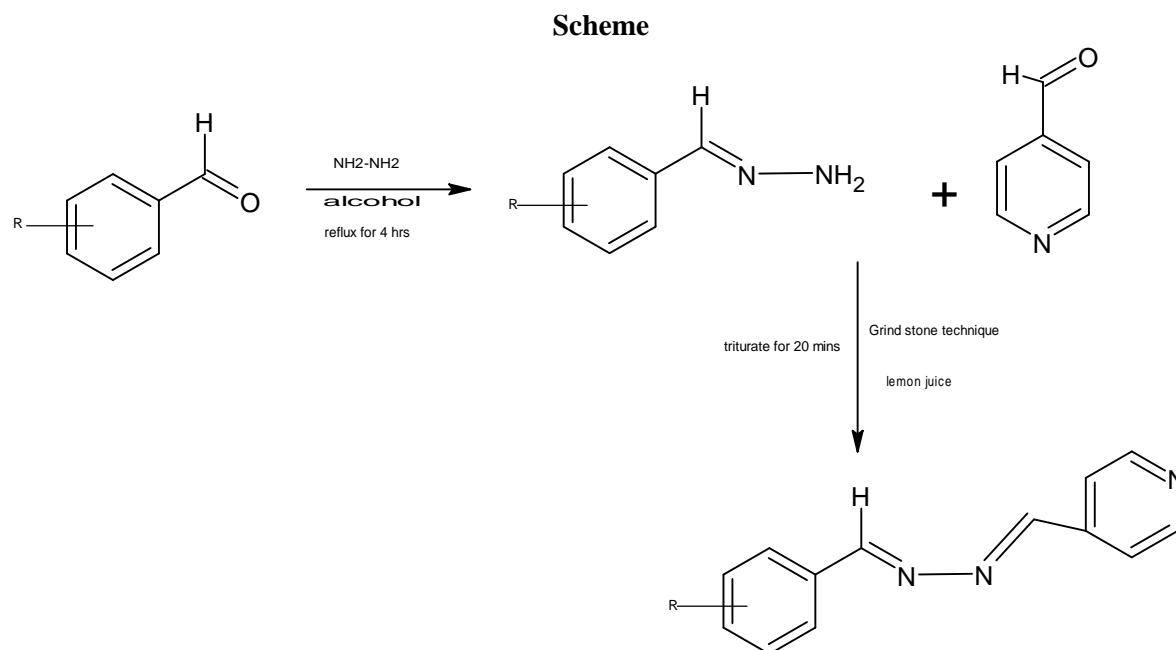 Scheme
H
O
R
NH2-NH2
alcohol
reflux for 4 hrs
H
N
NH2
R
+
H
O
N
triturate for 20 mins
Grind stone technique
lemon juice
H
N
N
N
R